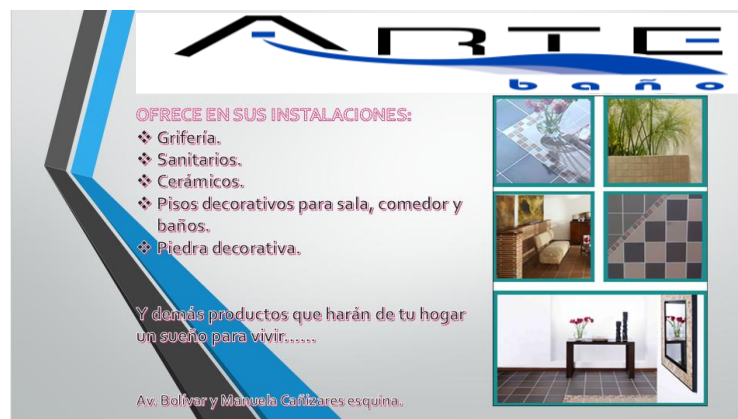 ARTE
baño
OFRECE EN SUS INSTALACIONES:
❖ Grifería.
❖ Sanitarios.
❖ Cerámicos.
❖ Pisos decorativos para sala, comedor y
baños.
❖ Piedra decorativa.
Y demás productos que harán de tu hogar
un sueño para vivir......
Av. Bolívar y Manuela Cañizares esquina.